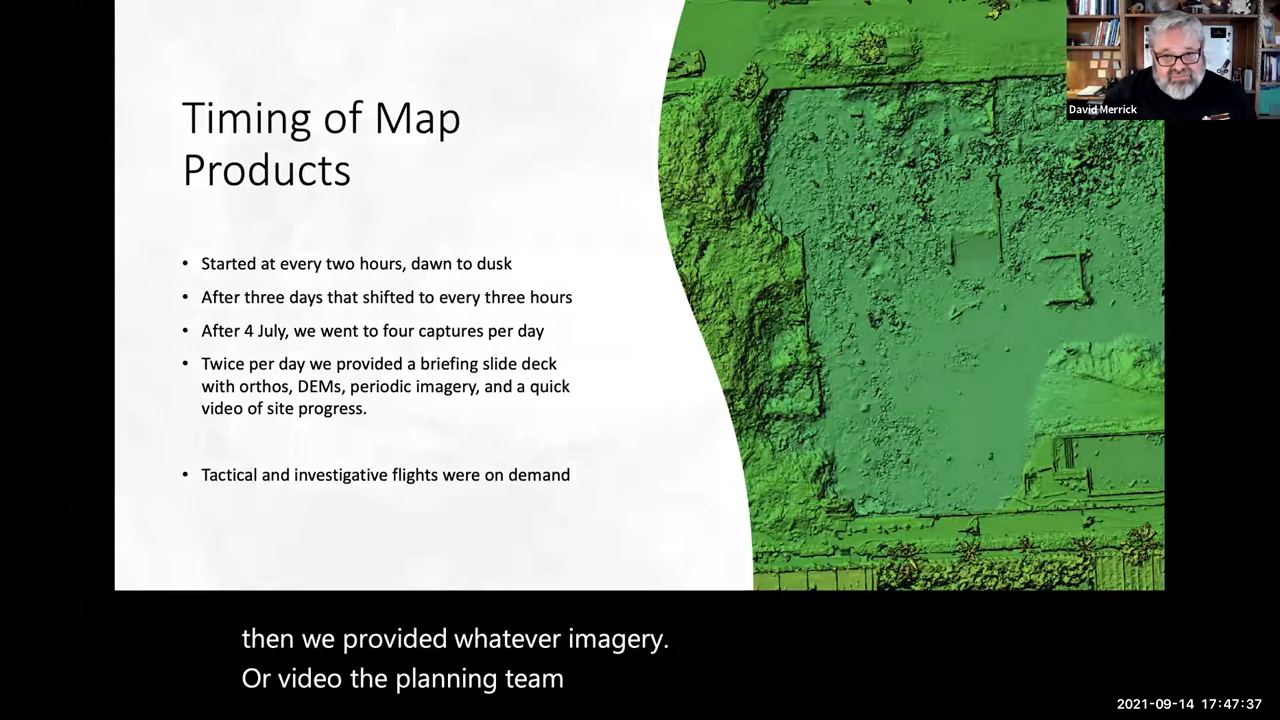 Timing of Map
Products
• Started at every two hours, dawn to dusk
• After three days that shifted to every three hours
• After 4 July, we went to four captures per day
• Twice per day we provided a briefing slide deck
with orthos, DEMs, periodic imagery, and a quick
video of site progress.
• Tactical and investigative flights were on demand
David Merrick
then we provided whatever imagery.
Or video the planning team
2021-09-14 17:47:37